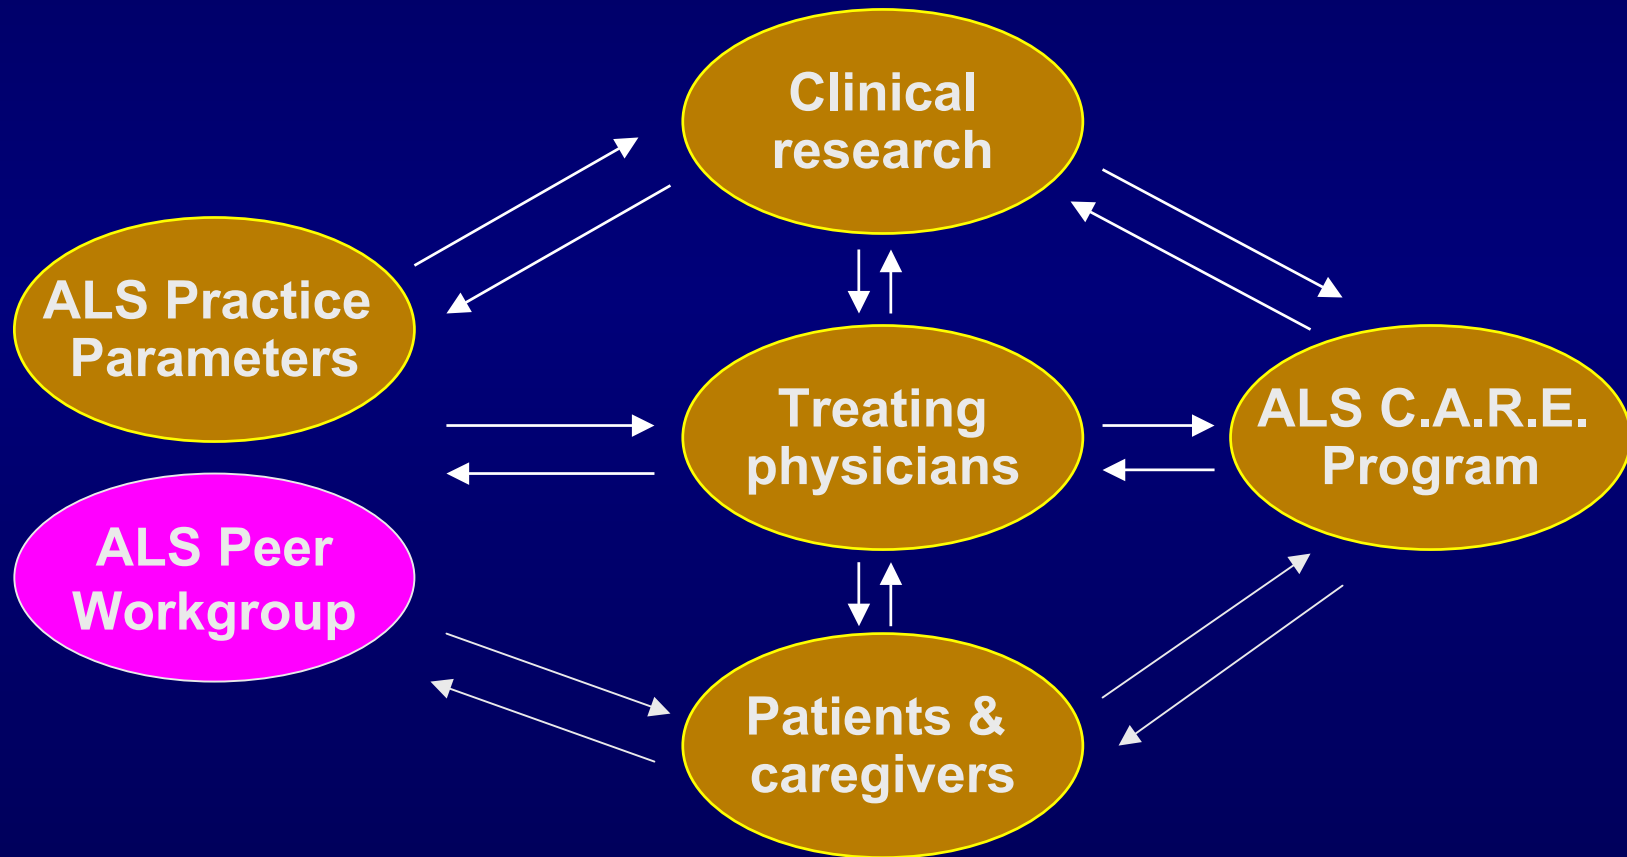 Clinical
research
ALS Practice
Parameters
Treating
physicians
ALS C.A.R.E.
Program
ALS Peer
Workgroup
Patients &
caregivers